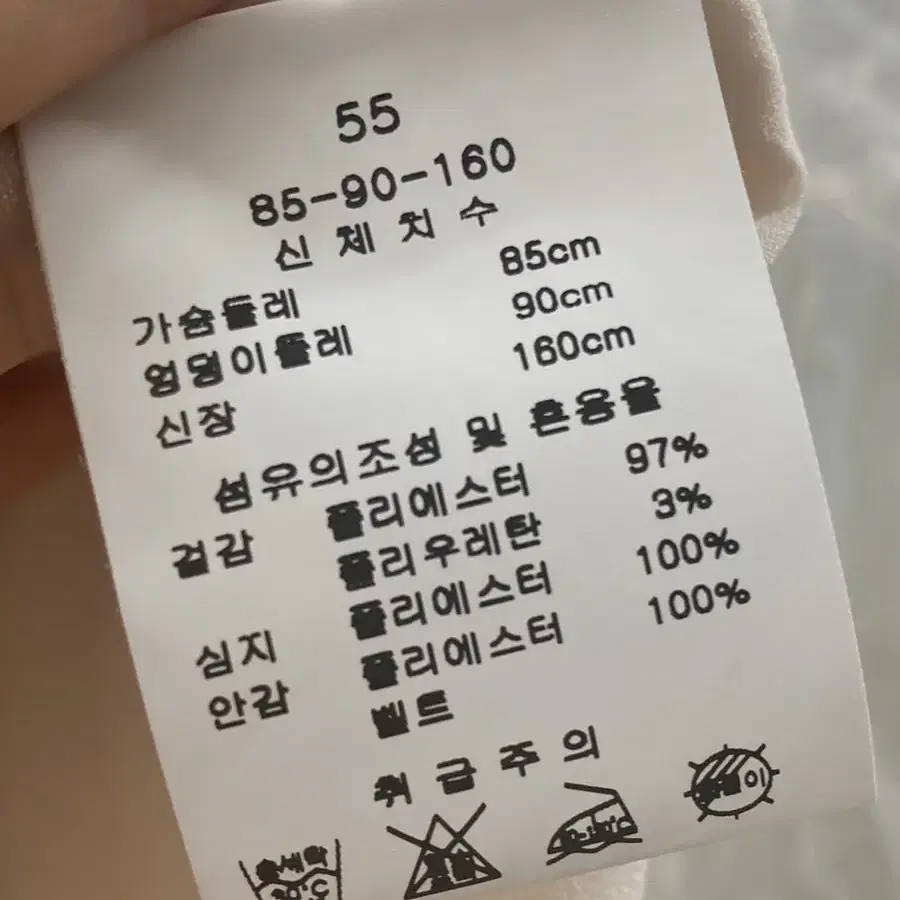 55
85-90-160
신체치수
가슴둘레 85cm
엉덩이둘레 90cm
신장 160cm
섬유의조성 및 혼용율
겉감 폴리에스터 97%
폴리우레탄 3%
심지 폴리에스터 100%
안감 폴리에스터 100%
벨트
취급주의
손세탁